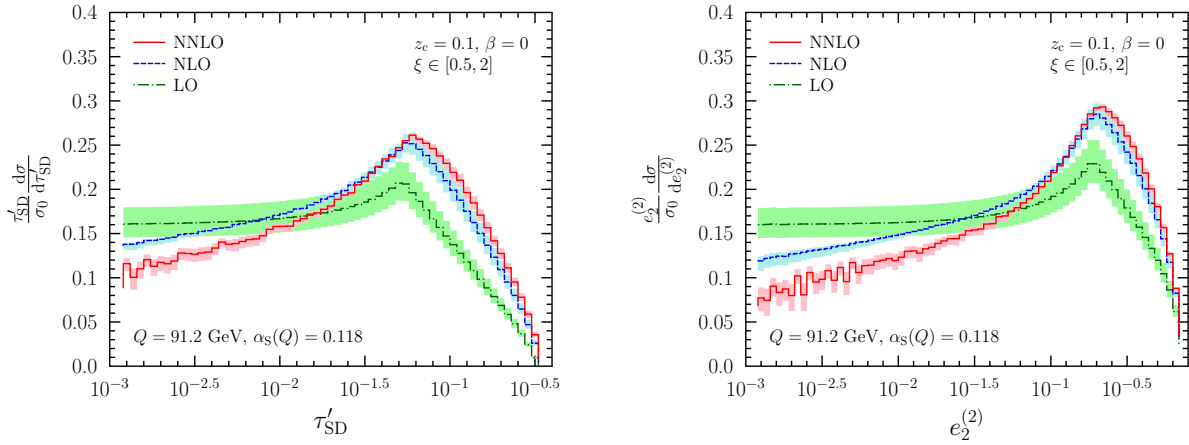 NNLO
NLO
LO
z_c = 0.1, β = 0
ξ ∈ [0.5, 2]
Q = 91.2 GeV, α_S(Q) = 0.118
τ′_SD/σ_0 dσ/dτ′_SD
0.4
0.35
0.3
0.25
0.2
0.15
0.1
0.05
0.0
10^−3 10^−2.5 10^−2 10^−1.5 10^−1 10^−0.5
τ′_SD
NNLO
NLO
LO
z_c = 0.1, β = 0
ξ ∈ [0.5, 2]
Q = 91.2 GeV, α_S(Q) = 0.118
e_2^(2)/σ_0 dσ/de_2^(2)
0.4
0.35
0.3
0.25
0.2
0.15
0.1
0.05
0.0
10^−3 10^−2.5 10^−2 10^−1.5 10^−1 10^−0.5
e_2^(2)